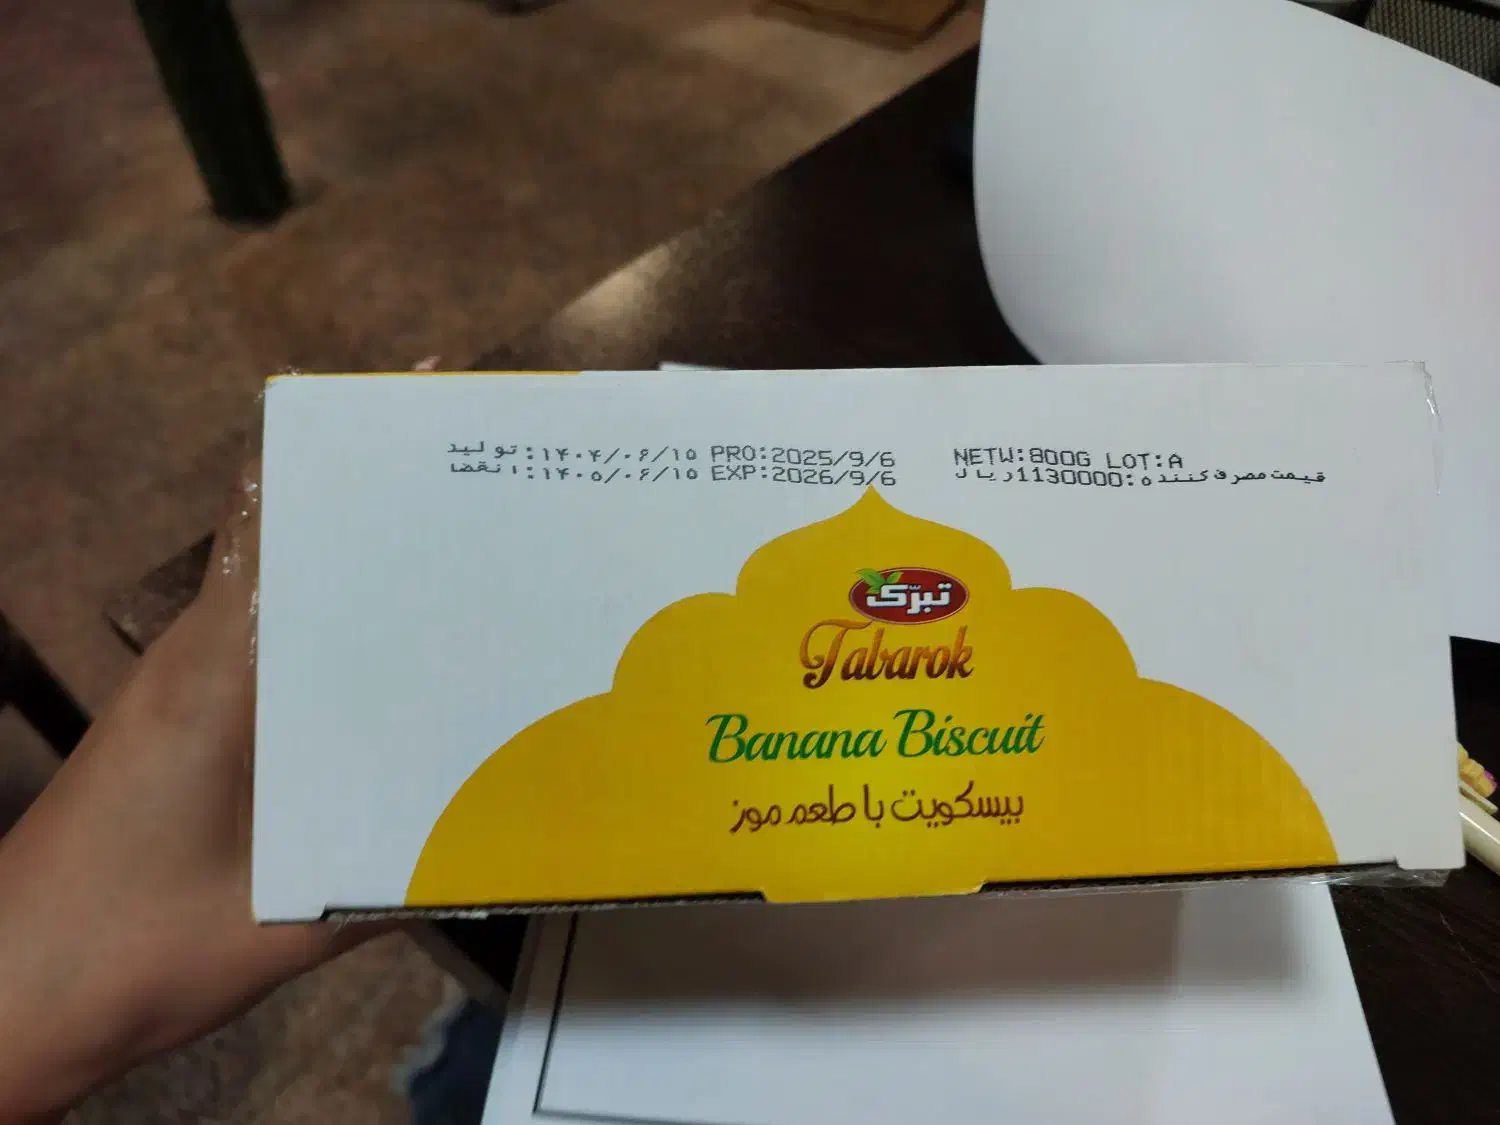 تولید:۱۴۰۴/۰۶/۱۵ PRO:2025/9/6
انقضا:۱۴۰۵/۰۶/۱۵ EXP:2026/9/6
NETW:800G LOT:A
قیمت مصرف کننده:1130000ریال
تبرّک
Tabarok
Banana Biscuit
بیسکویت با طعم موز